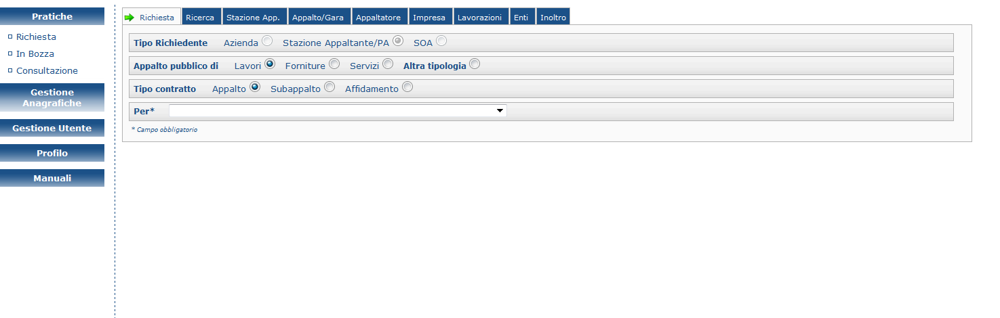 Pratiche
Richiesta
In Bozza
Consultazione
Gestione
Anagrafiche
Gestione Utente
Profilo
Manuali
Richiesta Ricerca Stazione App. Appalto/Gara Appaltatore Impresa Lavorazioni Enti Inoltro
Tipo Richiedente Azienda Stazione Appaltante/PA SOA
Appalto pubblico di Lavori Forniture Servizi Altra tipologia
Tipo contratto Appalto Subappalto Affidamento
Per*
* Campo obbligatorio